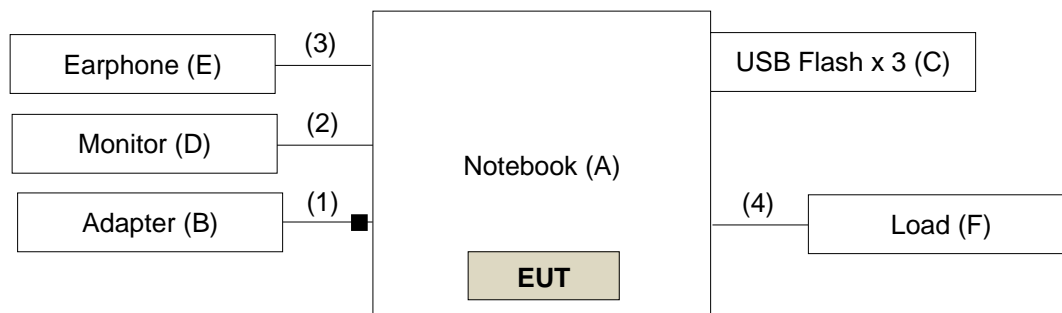 Earphone (E)
(3)
USB Flash x 3 (C)
Monitor (D)
(2)
Notebook (A)
Adapter (B)
(1)
(4)
Load (F)
EUT